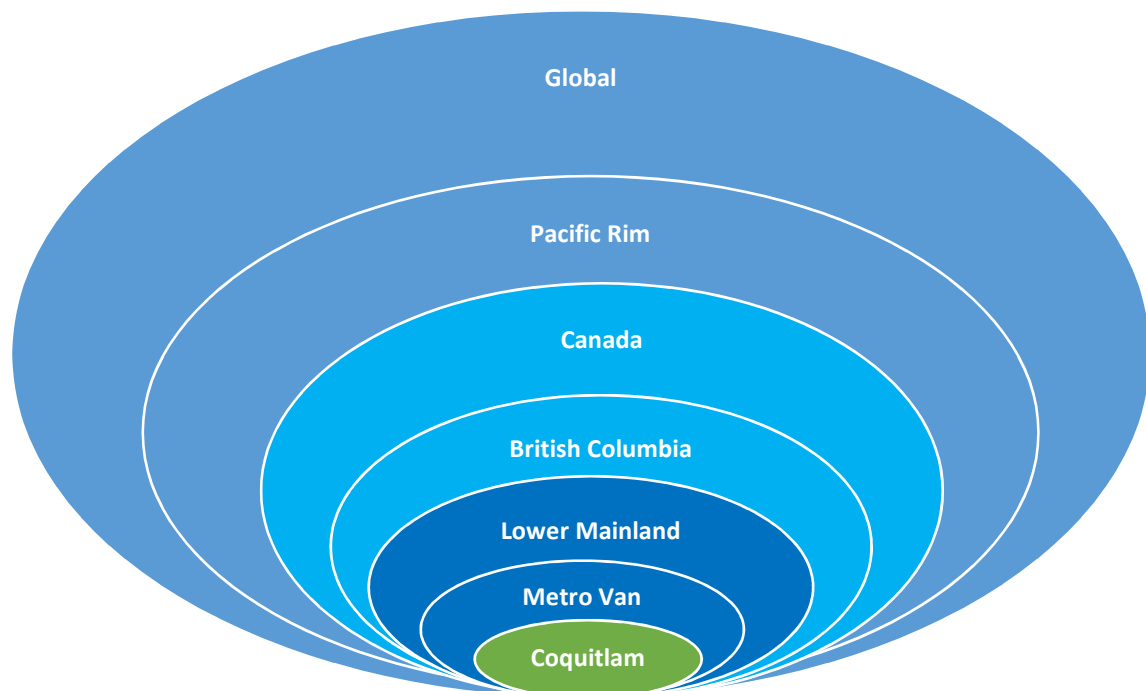 Global
Pacific Rim
Canada
British Columbia
Lower Mainland
Metro Van
Coquitlam